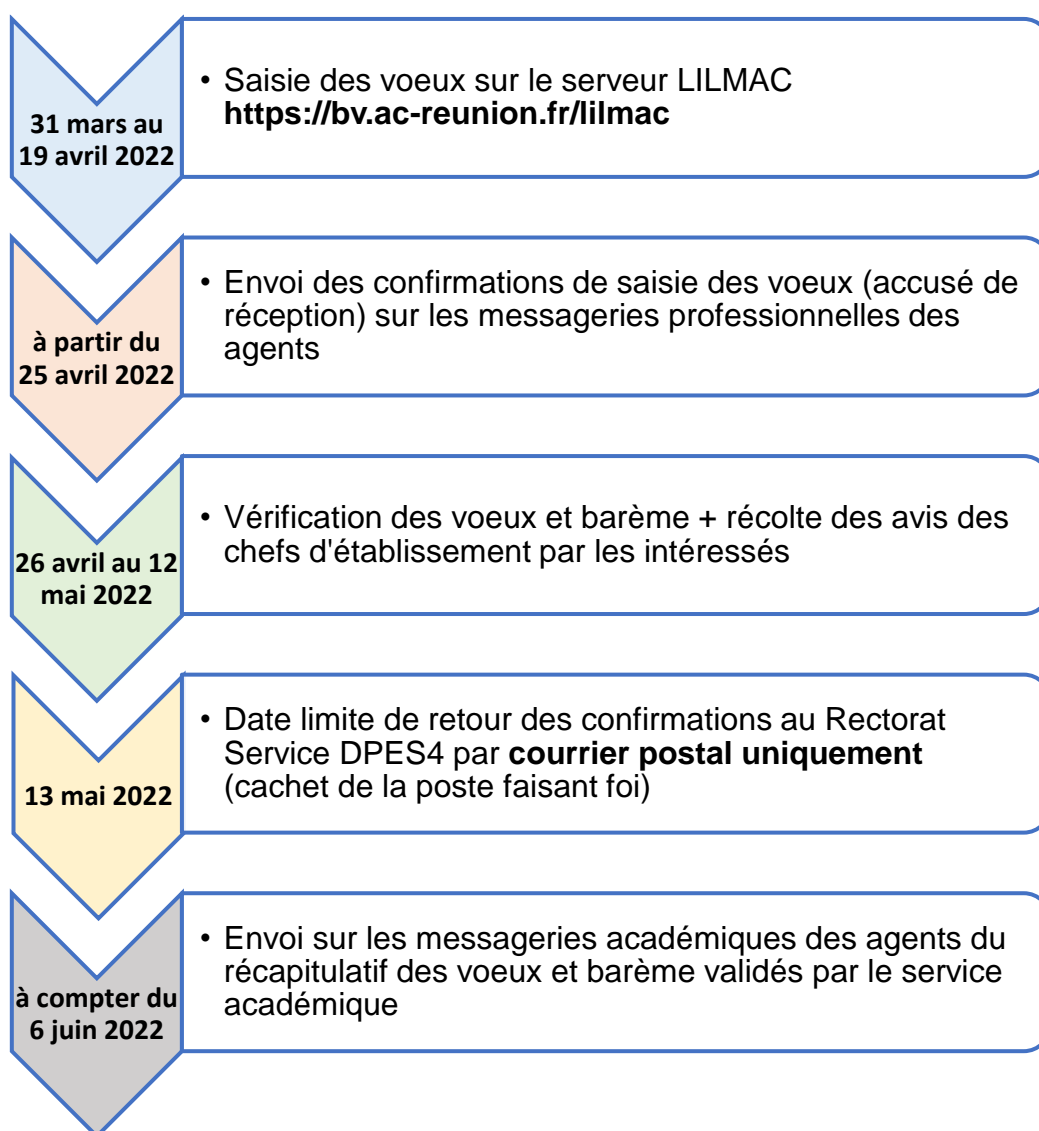 31 mars au
19 avril 2022
• Saisie des voeux sur le serveur LILMAC
https://bv.ac-reunion.fr/lilmac
à partir du
25 avril 2022
• Envoi des confirmations de saisie des voeux (accusé de
réception) sur les messageries professionnelles des
agents
26 avril au 12
mai 2022
• Vérification des voeux et barème + récolte des avis des
chefs d'établissement par les intéressés
13 mai 2022
• Date limite de retour des confirmations au Rectorat
Service DPES4 par courrier postal uniquement
(cachet de la poste faisant foi)
à compter du
6 juin 2022
• Envoi sur les messageries académiques des agents du
récapitulatif des voeux et barème validés par le service
académique